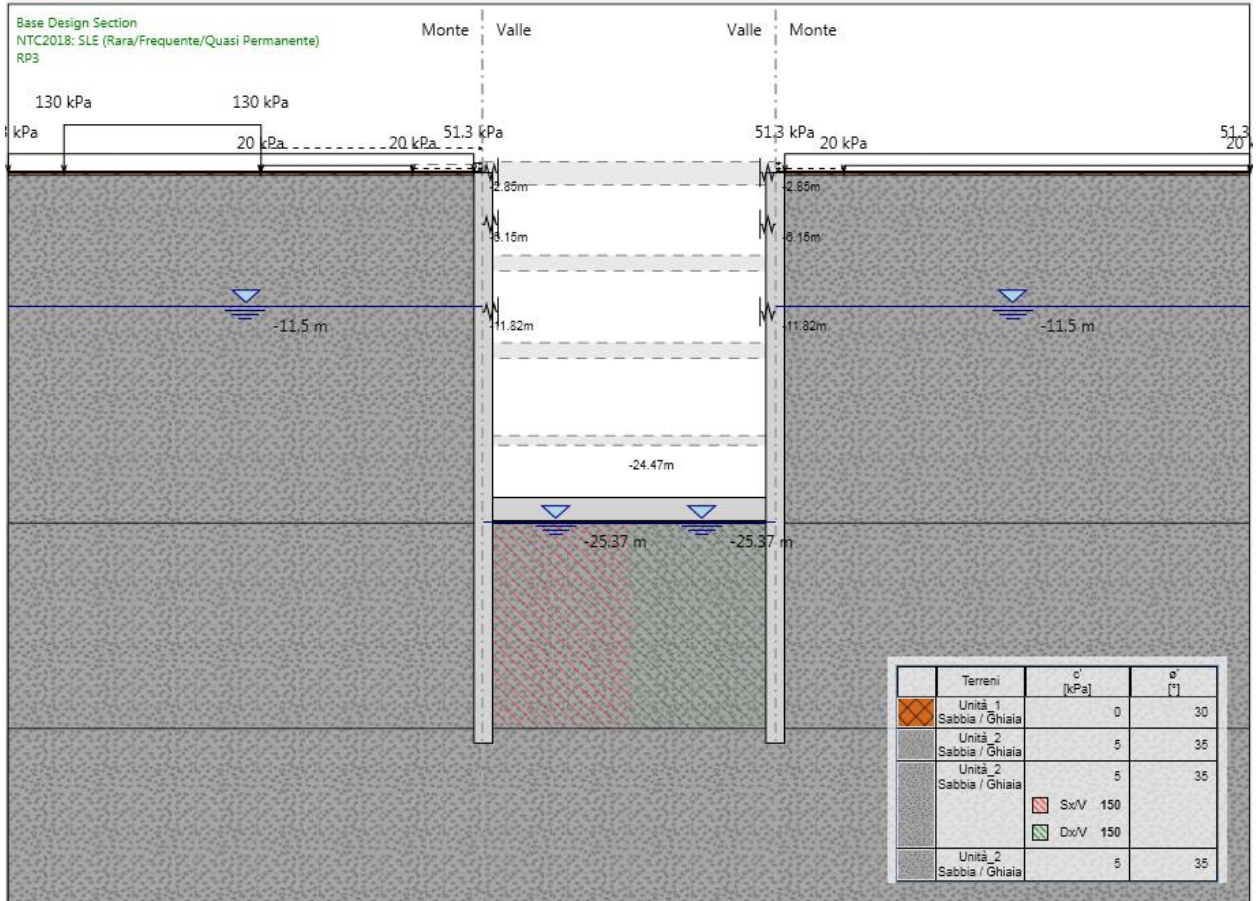 Base Design Section
NTC2018: SLE (Rara/Frequente/Quasi Permanente)
RP3
Monte
Valle
Valle
Monte
130 kPa
130 kPa
kPa
20 kPa
20 kPa
51.3 kPa
51.3 kPa
20 kPa
51.3
20
-2.85m
-2.85m
-6.15m
-6.15m
-11.5 m
-11.5 m
-11.82m
-11.82m
-24.47m
-25.37 m
-25.37 m
Terreni c' [kPa] ø' [°]
Unità_1
Sabbia / Ghiaia 0 30
Unità_2
Sabbia / Ghiaia 5 35
Unità_2
Sabbia / Ghiaia 5 35
Sx/V 150
Dx/V 150
Unità_2
Sabbia / Ghiaia 5 35